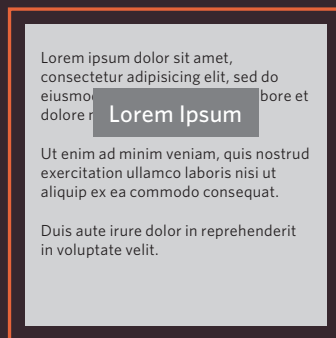 Lorem ipsum dolor sit amet,
consectetur adipisicing elit, sed do
bore et
dolore
Lorem Ipsum
Ut enim ad minim veniam, quis nostrud
exercitation ullamco laboris nisi ut
aliquip ex ea commodo consequat.
Duis aute irure dolor in reprehenderit
in voluptate velit.